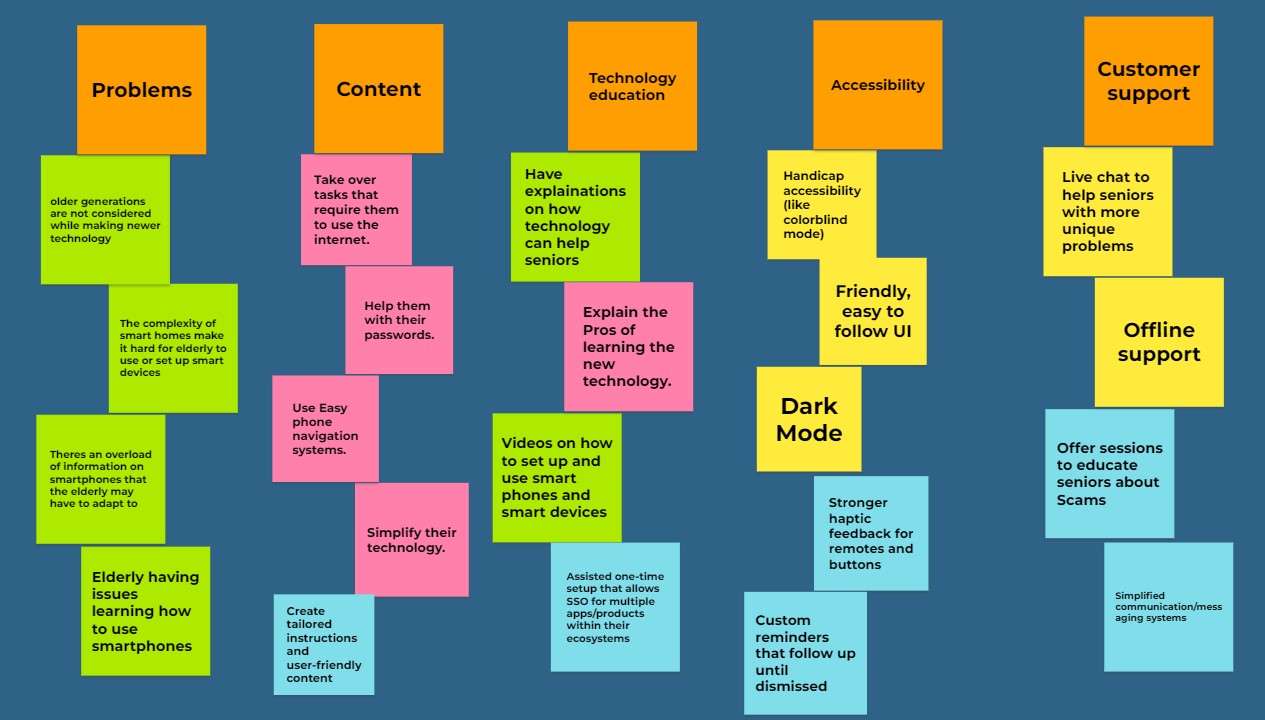 Problems
older generations
are not considered
while making newer
technology
The complexity of
smart homes make
it hard for elderly to
use or set up smart
devices
Theres an overload
of information on
smartphones that
the elderly may
have to adapt to
Elderly having
issues
learning how
to use
smartphones
Content
Take over
tasks that
require them
to use the
internet.
Help them
with their
passwords.
Use Easy
phone
navigation
systems.
Simplify their
technology.
Create
tailored
instructions
and
user-friendly
content
Technology
education
Have
explainations
on how
technology
can help
seniors
Explain the
Pros of
learning the
new
technology.
Videos on how
to set up and
use smart
phones and
smart devices
Assisted one-time
setup that allows
SSO for multiple
apps/products
within their
ecosystems
Accessibility
Handicap
accessibility
(like
colorblind
mode)
Friendly,
easy to
follow UI
Dark
Mode
Stronger
haptic
feedback for
remotes and
buttons
Custom
reminders
that follow up
until
dismissed
Customer
support
Live chat to
help seniors
with more
unique
problems
Offline
support
Offer sessions
to educate
seniors about
Scams
Simplified
communication/mess
aging systems